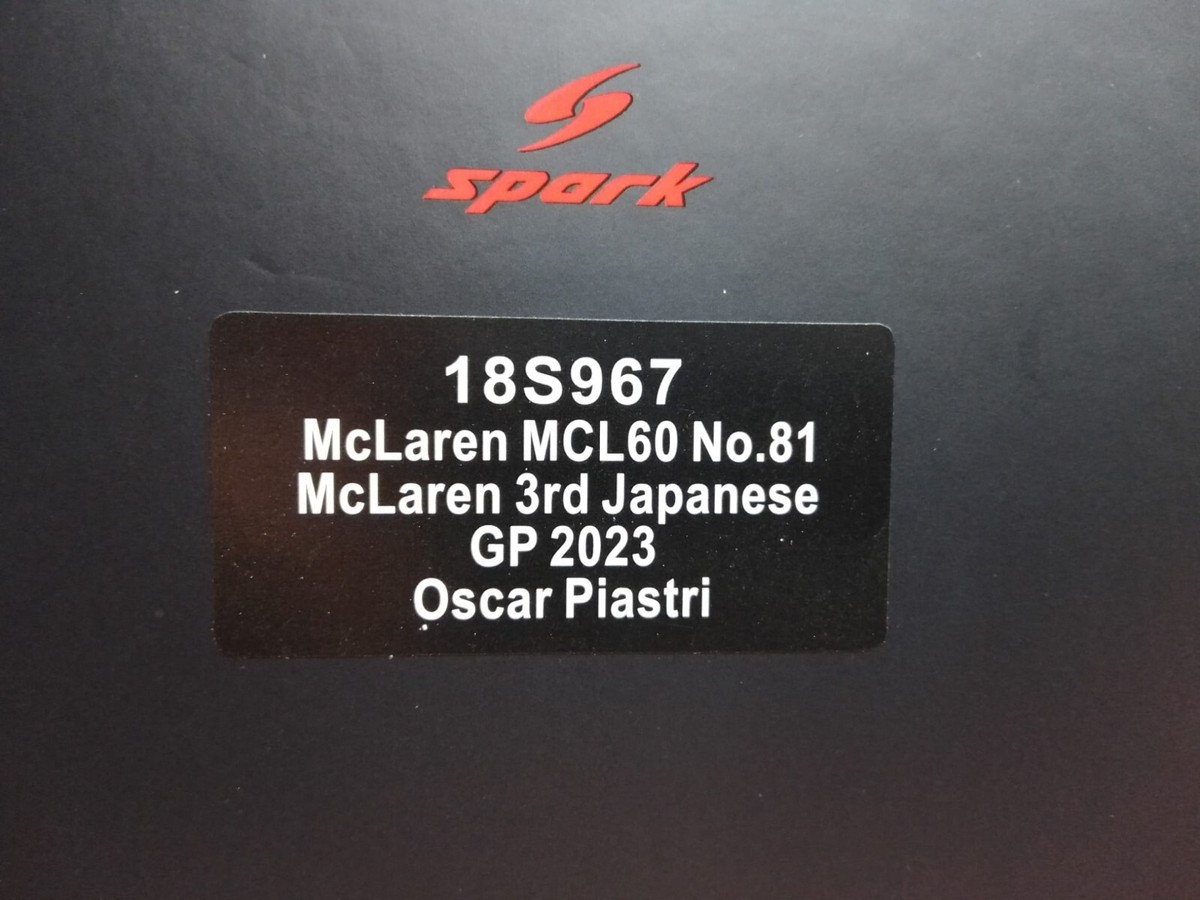 spark
18S967
McLaren MCL60 No.81
McLaren 3rd Japanese
GP 2023
Oscar Piastri